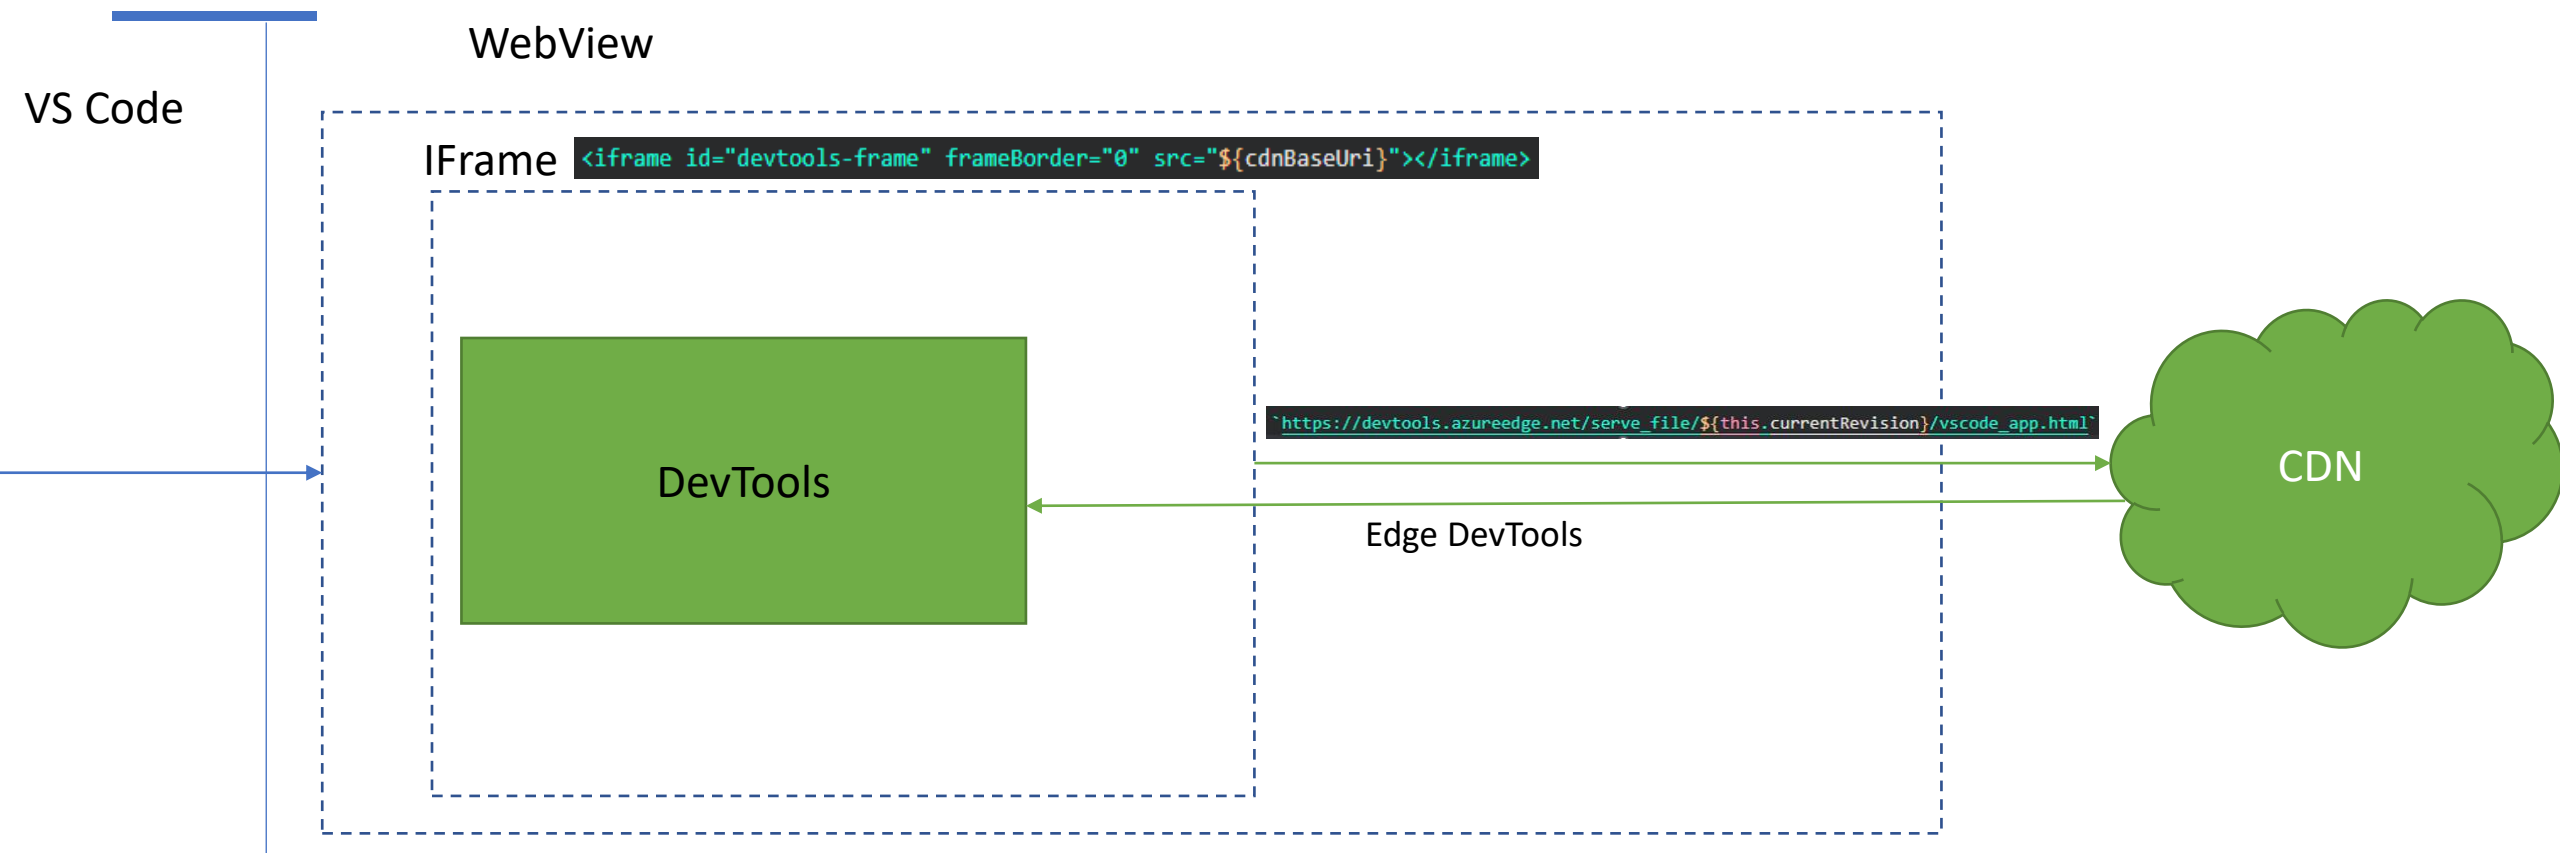 WebView
VS Code
IFrame <iframe id="devtools-frame" frameBorder="0" src="${cdnBaseUri}"></iframe>
`https://devtools.azureedge.net/serve_file/${this.currentRevision}/vscode_app.html`
DevTools
CDN
Edge DevTools